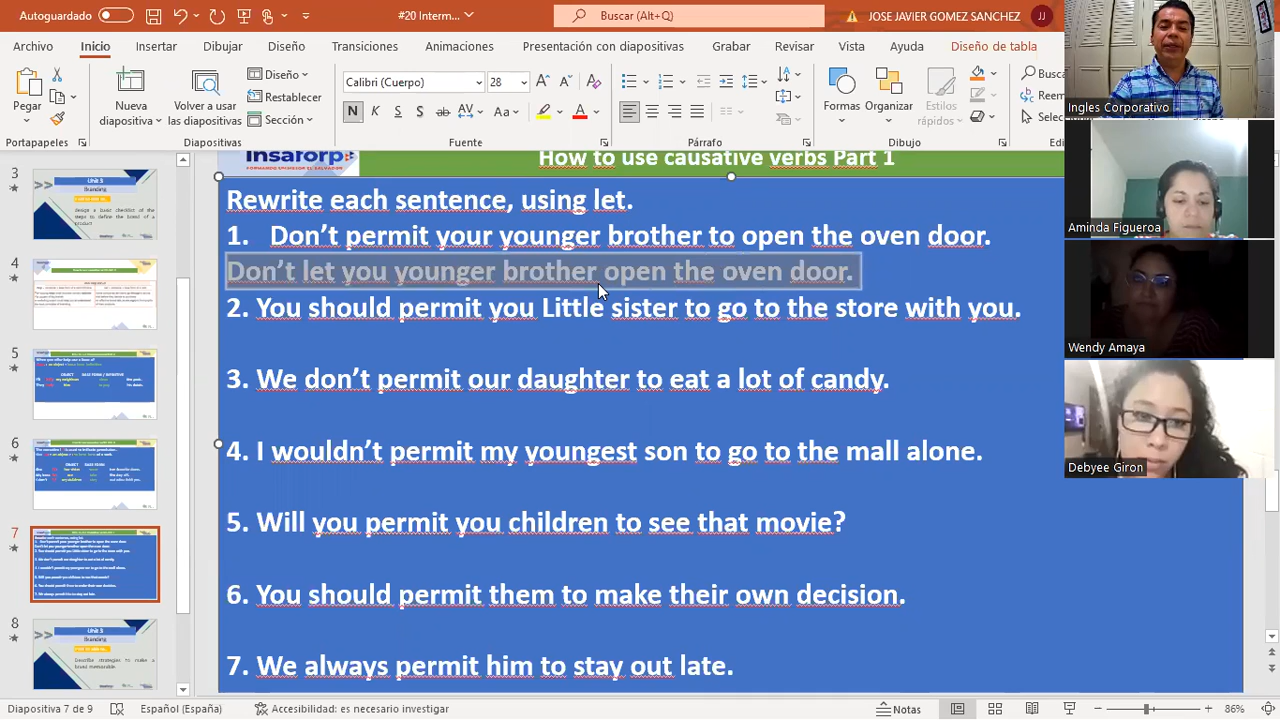 Autoguardado
#20 Interm...
Buscar (Alt+Q)
JOSE JAVIER GOMEZ SANCHEZ
JJ
Archivo Inicio Insertar Dibujar Diseño Transiciones Animaciones Presentación con diapositivas Grabar Revisar Vista Ayuda Diseño de tabla
Pegar
Portapapeles
Nueva diapositiva
Volver a usar las diapositivas
Diseño
Restablecer
Sección
Diapositivas
Calibri (Cuerpo) 28
N K S S Aa A
Fuente
Párrafo
Formas
Organizar
Estilos rápidos
Dibujo
Ingles Corporativo
Aminda Figueroa
Wendy Amaya
Debyee Giron
3
4
5
6
7
8
Insaforp
How to use causative verbs Part 1
Rewrite each sentence, using let.
1. Don’t permit your younger brother to open the oven door.
Don’t let you younger brother open the oven door.
2. You should permit you Little sister to go to the store with you.
3. We don’t permit our daughter to eat a lot of candy.
4. I wouldn’t permit my youngest son to go to the mall alone.
5. Will you permit you children to see that movie?
6. You should permit them to make their own decision.
7. We always permit him to stay out late.
Diapositiva 7 de 9 Español (España) Accesibilidad: es necesario investigar Notas 86%